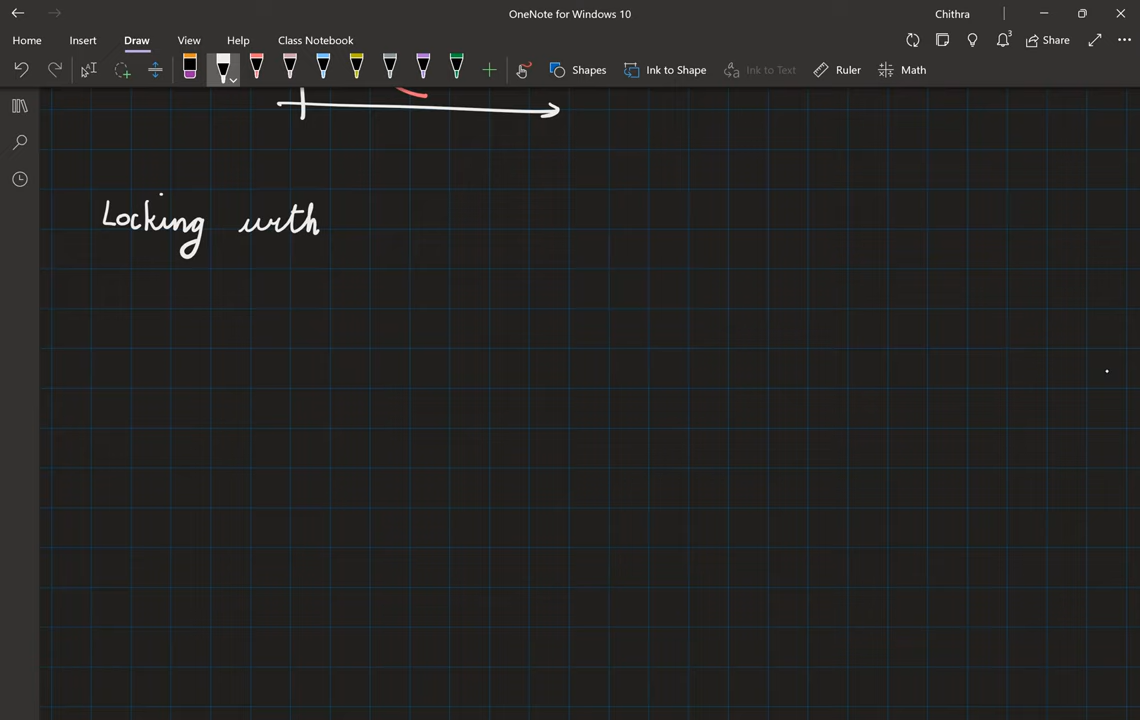 OneNote for Windows 10
Chithra
Home Insert Draw View Help Class Notebook
3 Share
Shapes Ink to Shape Ink to Text Ruler Math
Locking with